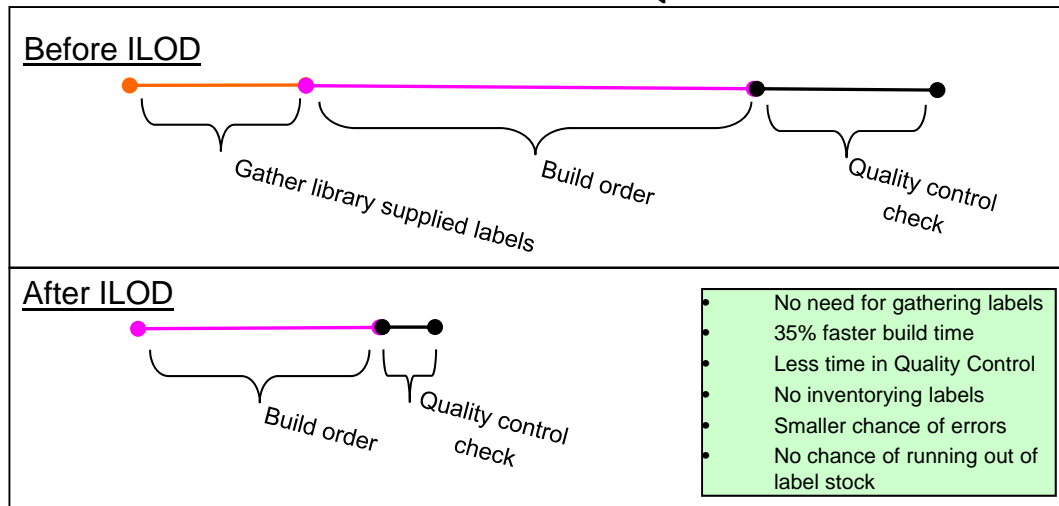 Before ILOD
Gather library supplied labels
Build order
Quality control
check
After ILOD
Build order
Quality control
check
• No need for gathering labels
• 35% faster build time
• Less time in Quality Control
• No inventorying labels
• Smaller chance of errors
• No chance of running out of
label stock